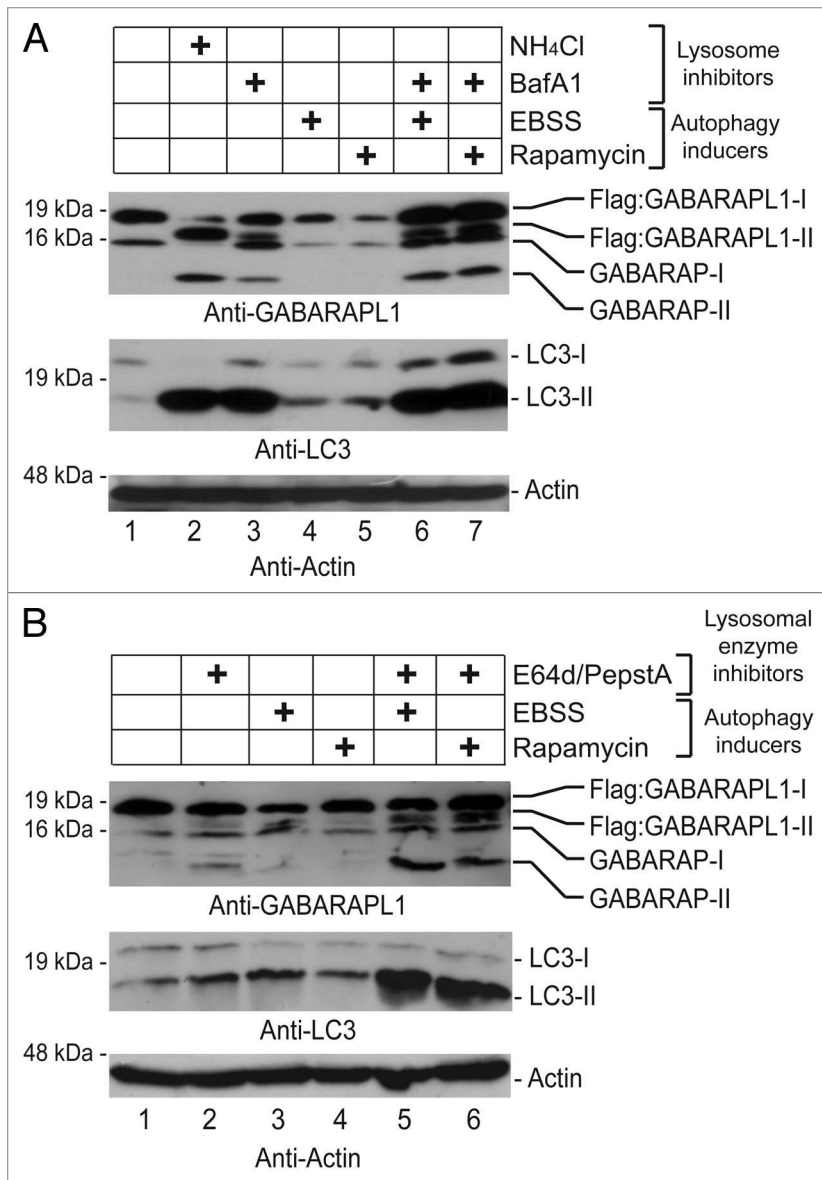 A
+ NH₄Cl
+ + + BafA1
Lysosome
inhibitors
+ + EBSS
+ + Rapamycin
Autophagy
inducers
19 kDa -
16 kDa -
Flag:GABARAPL1-I
Flag:GABARAPL1-II
GABARAP-I
GABARAP-II
Anti-GABARAPL1
- LC3-I
19 kDa -
- LC3-II
Anti-LC3
48 kDa -
- Actin
1 2 3 4 5 6 7
Anti-Actin
B
Lysosomal
enzyme
inhibitors
+ + + E64d/PepstA
+ + EBSS
+ + Rapamycin
Autophagy
inducers
19 kDa -
16 kDa -
Flag:GABARAPL1-I
Flag:GABARAPL1-II
GABARAP-I
GABARAP-II
Anti-GABARAPL1
19 kDa -
- LC3-I
- LC3-II
Anti-LC3
48 kDa -
- Actin
1 2 3 4 5 6
Anti-Actin